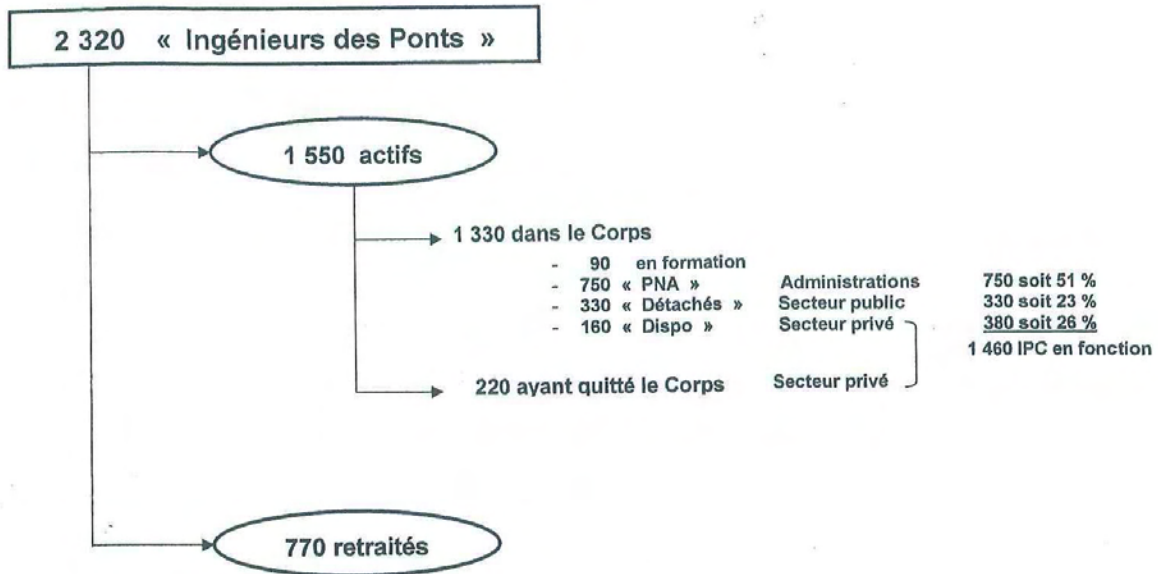 2 320 « Ingénieurs des Ponts »
1 550 actifs
1 330 dans le Corps
- 90 en formation
- 750 « PNA » Administrations 750 soit 51 %
- 330 « Détachés » Secteur public 330 soit 23 %
- 160 « Dispo » Secteur privé 380 soit 26 %
1 460 IPC en fonction
220 ayant quitté le Corps Secteur privé
770 retraités